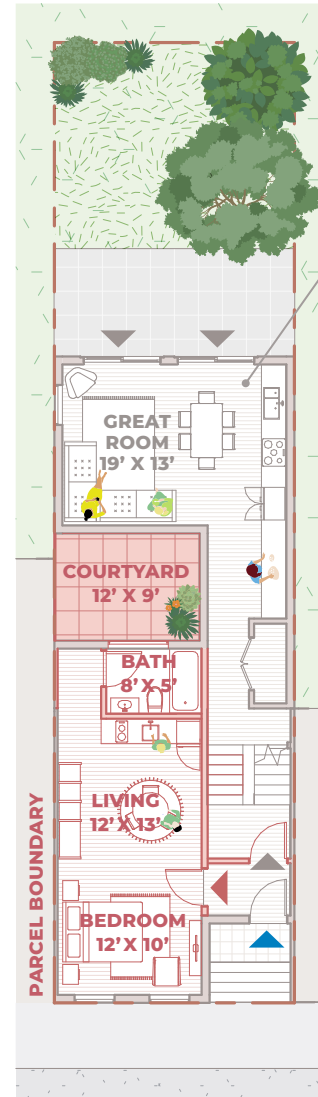 GREAT
ROOM
19’ X 13’
COURTYARD
12’ X 9’
BATH
8’ X 5’
LIVING
12’ X 13’
BEDROOM
12’ X 10’
PARCEL BOUNDARY